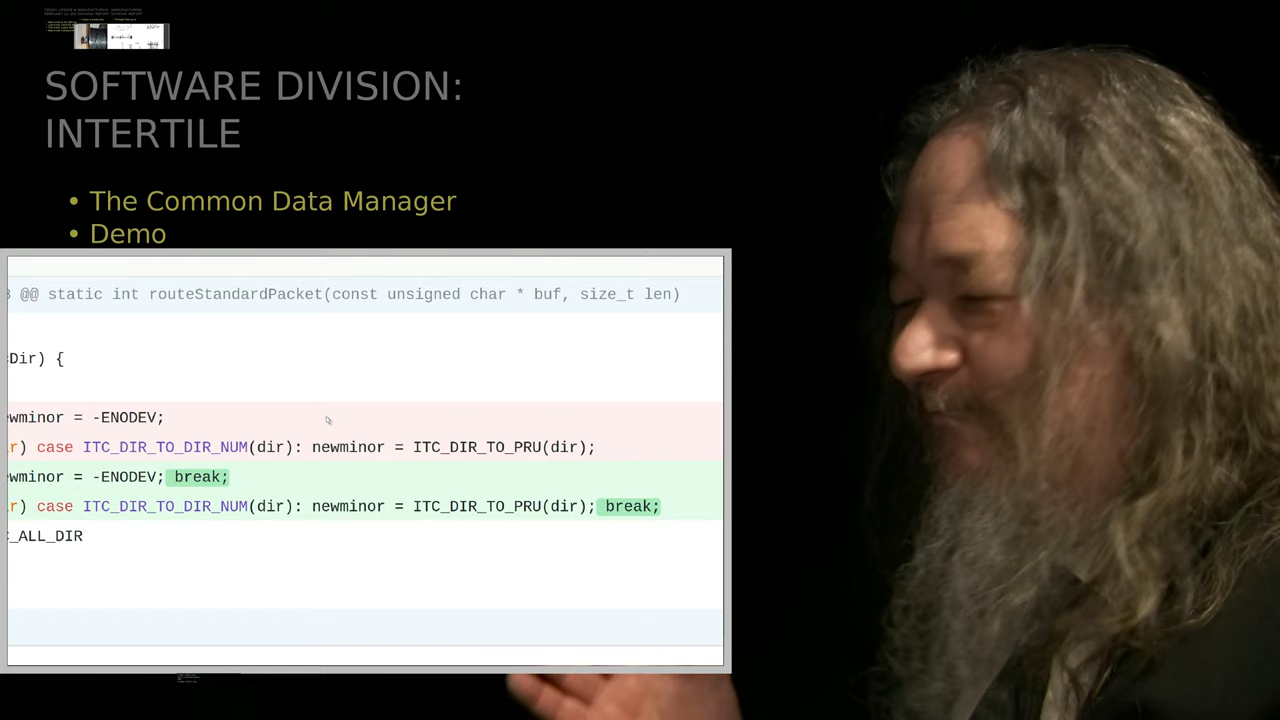 SOFTWARE DIVISION:
INTERTILE
• The Common Data Manager
• Demo
@@ static int routeStandardPacket(const unsigned char * buf, size_t len)
Dir) {
wminor = -ENODEV;
r) case ITC_DIR_TO_DIR_NUM(dir): newminor = ITC_DIR_TO_PRU(dir);
wminor = -ENODEV; break;
r) case ITC_DIR_TO_DIR_NUM(dir): newminor = ITC_DIR_TO_PRU(dir); break;
_ALL_DIR